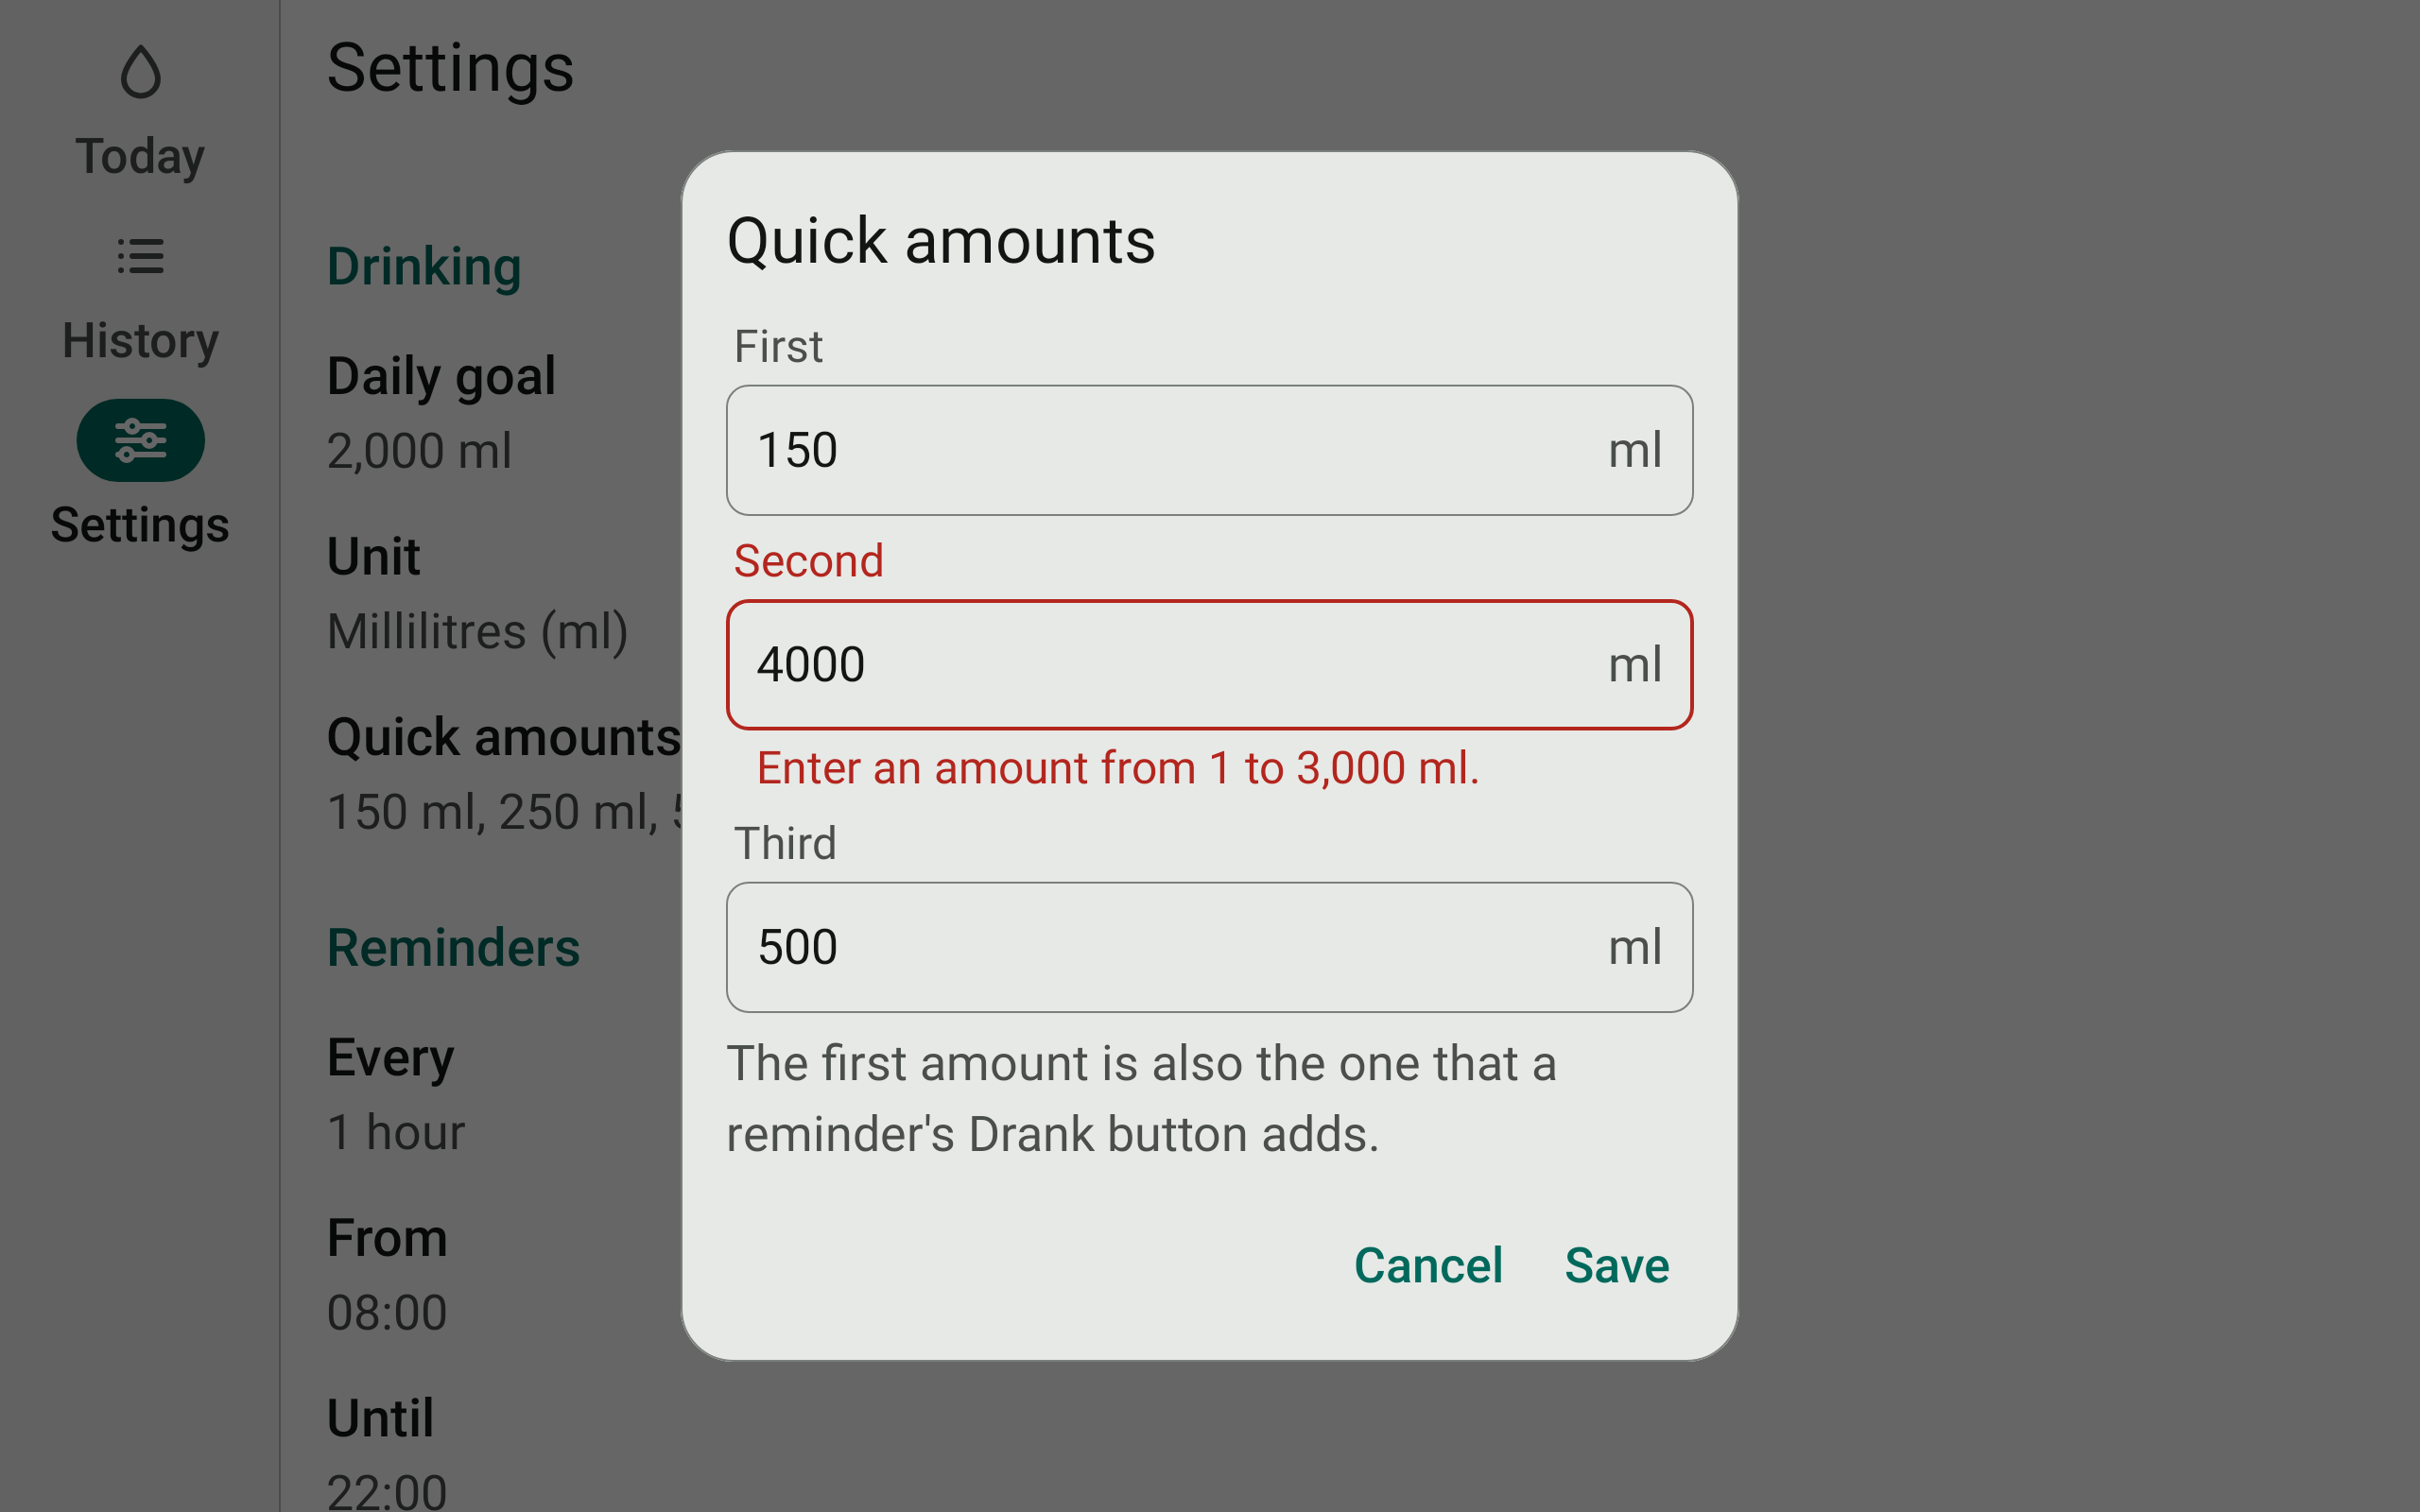 Today
History
Settings
Settings
Drinking
Daily goal
2,000 ml
Unit
Millilitres (ml)
Quick amounts
150 ml, 250 ml,
Reminders
Every
1 hour
From
08:00
Until
22:00
Quick amounts
First
150 ml
Second
4000 ml
Enter an amount from 1 to 3,000 ml.
Third
500 ml
The first amount is also the one that a
reminder's Drank button adds.
Cancel Save